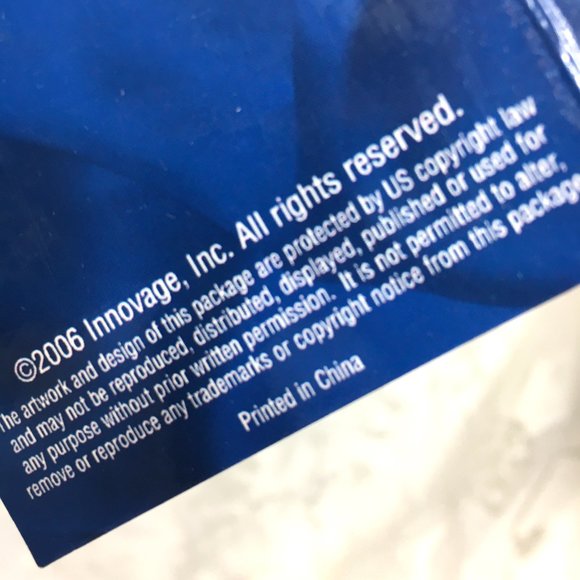 ©2006 Innovage, Inc. All rights reserved.
The artwork and design of this package are protected by US copyright law
and may not be reproduced, distributed, displayed, published or used for
any purpose without prior written permission. It is not permitted to alter,
remove or reproduce any trademarks or copyright notice from this package
Printed in China